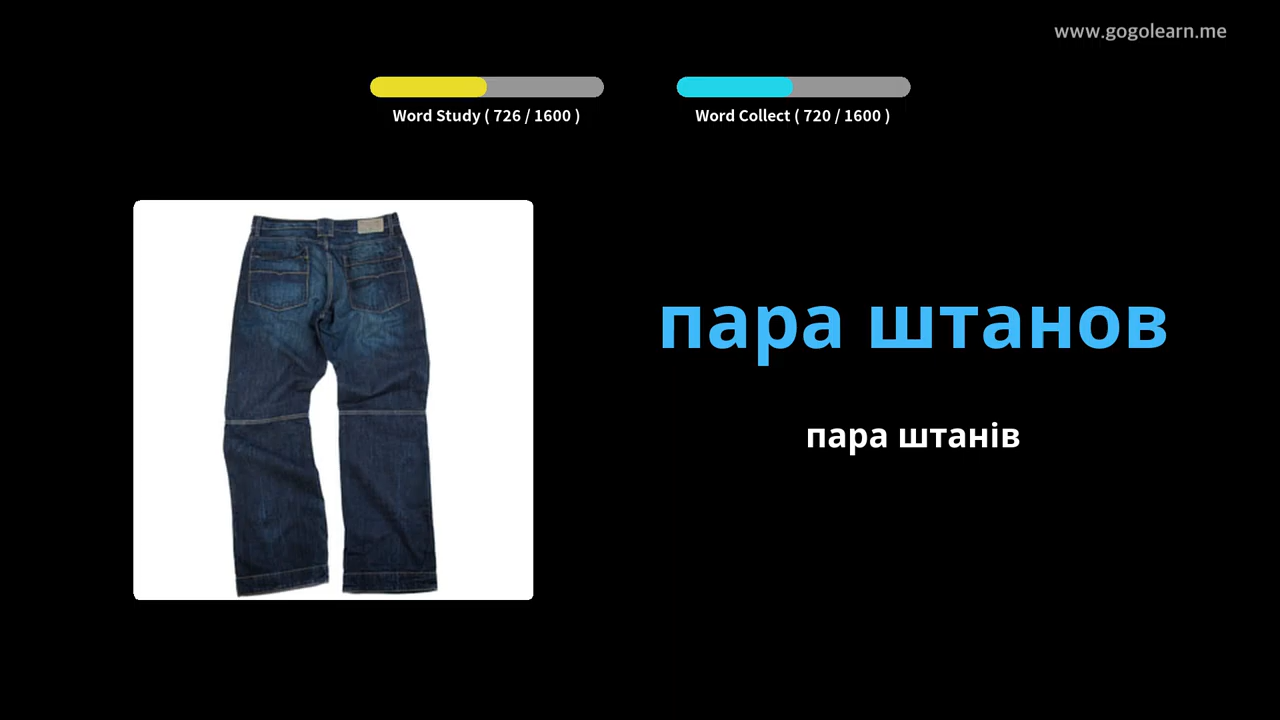 www.gogolearn.me
Word Study ( 726 / 1600 )
Word Collect ( 720 / 1600 )
пара штанов
пара штанів